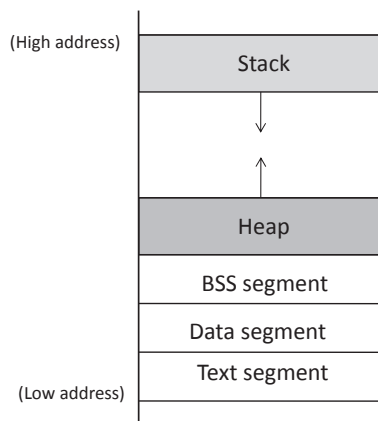 (High address)
Stack
Heap
BSS segment
Data segment
Text segment
(Low address)